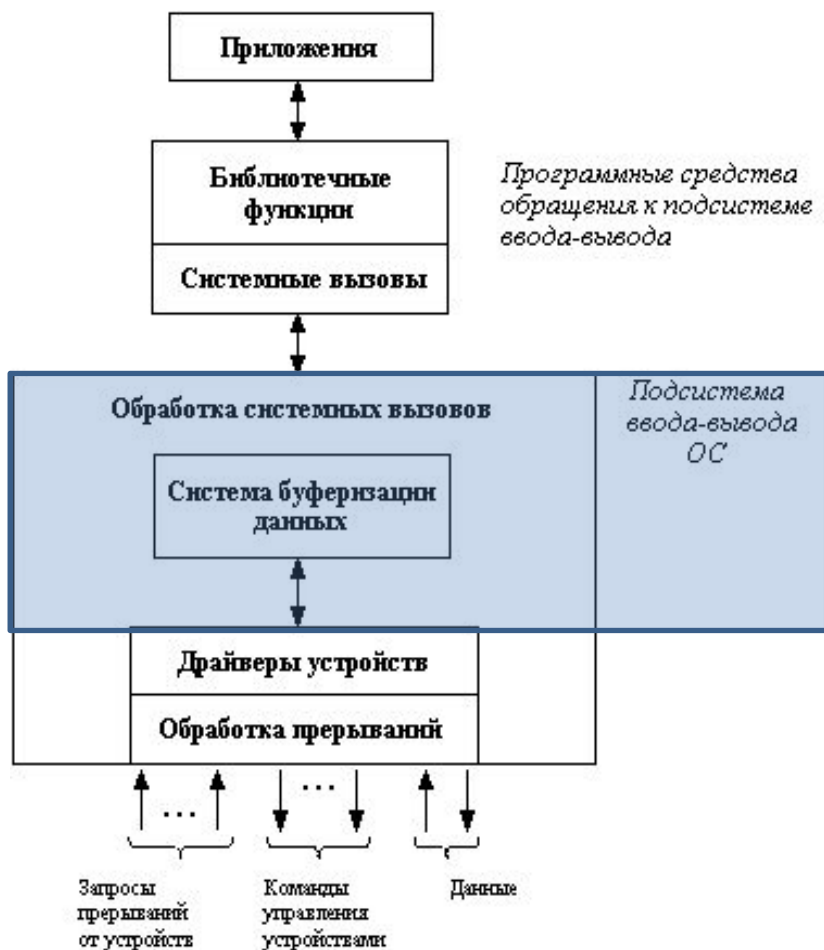 Приложения
Библиотечные
функции
Системные вызовы
Программные средства
обращения к подсистеме
ввода-вывода
Обработка системных вызовов
Подсистема
ввода-вывода
ОС
Система буферизации
данных
Драйверы устройств
Обработка прерываний
...
...
Запросы
прерываний
от устройств
Команды
управления
устройствами
Данные